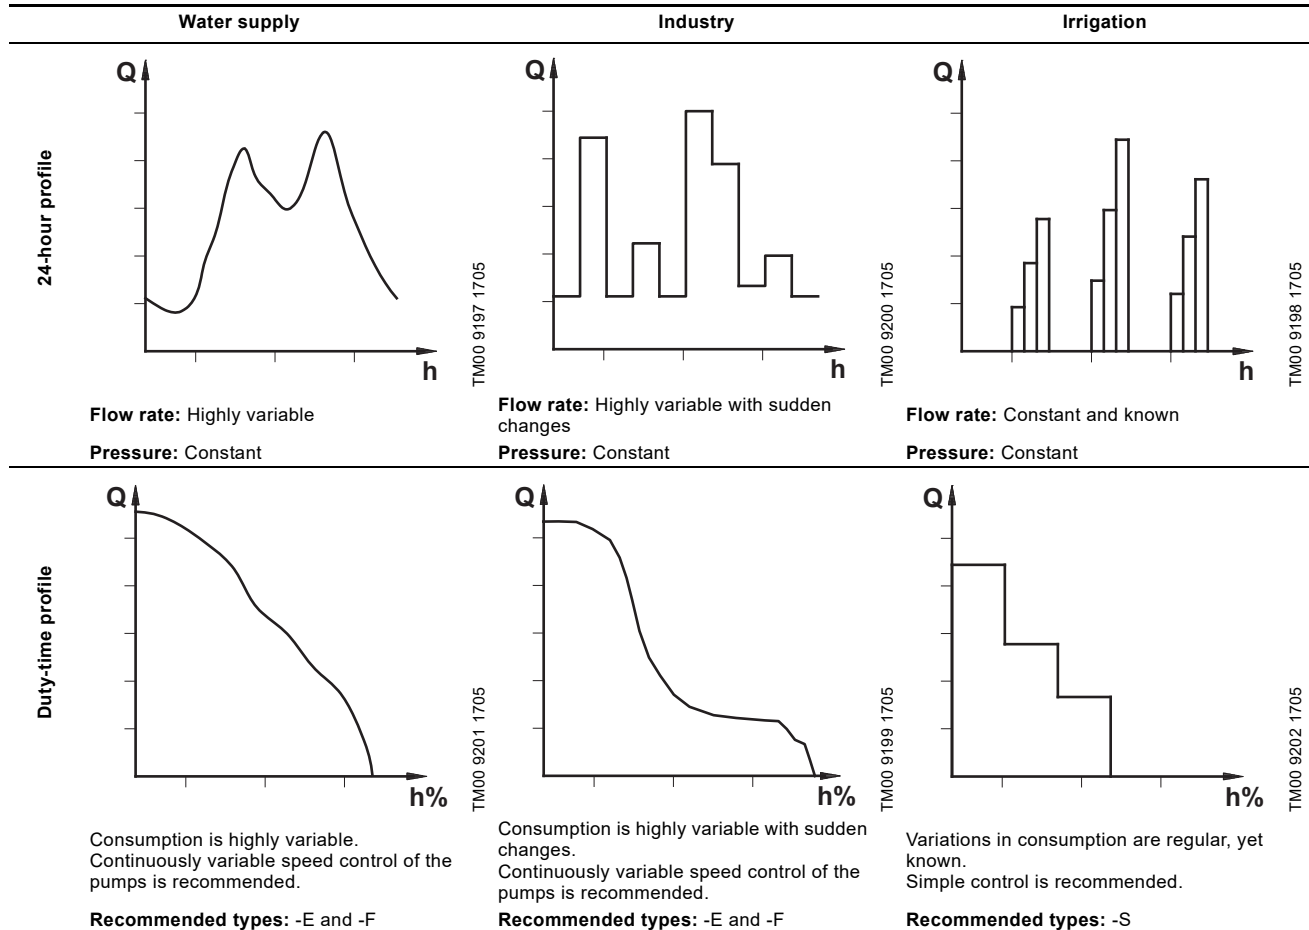 Water supply
Industry
Irrigation
24-hour profile
Q
h
TM00 9197 1705
Q
h
TM00 9200 1705
Q
h
TM00 9198 1705
Flow rate: Highly variable
Pressure: Constant
Flow rate: Highly variable with sudden
changes
Pressure: Constant
Flow rate: Constant and known
Pressure: Constant
Duty-time profile
Q
h%
TM00 9201 1705
Q
h%
TM00 9199 1705
Q
h%
TM00 9202 1705
Consumption is highly variable.
Continuously variable speed control of the
pumps is recommended.
Recommended types: -E and -F
Consumption is highly variable with sudden
changes.
Continuously variable speed control of the
pumps is recommended.
Recommended types: -E and -F
Variations in consumption are regular, yet
known.
Simple control is recommended.
Recommended types: -S